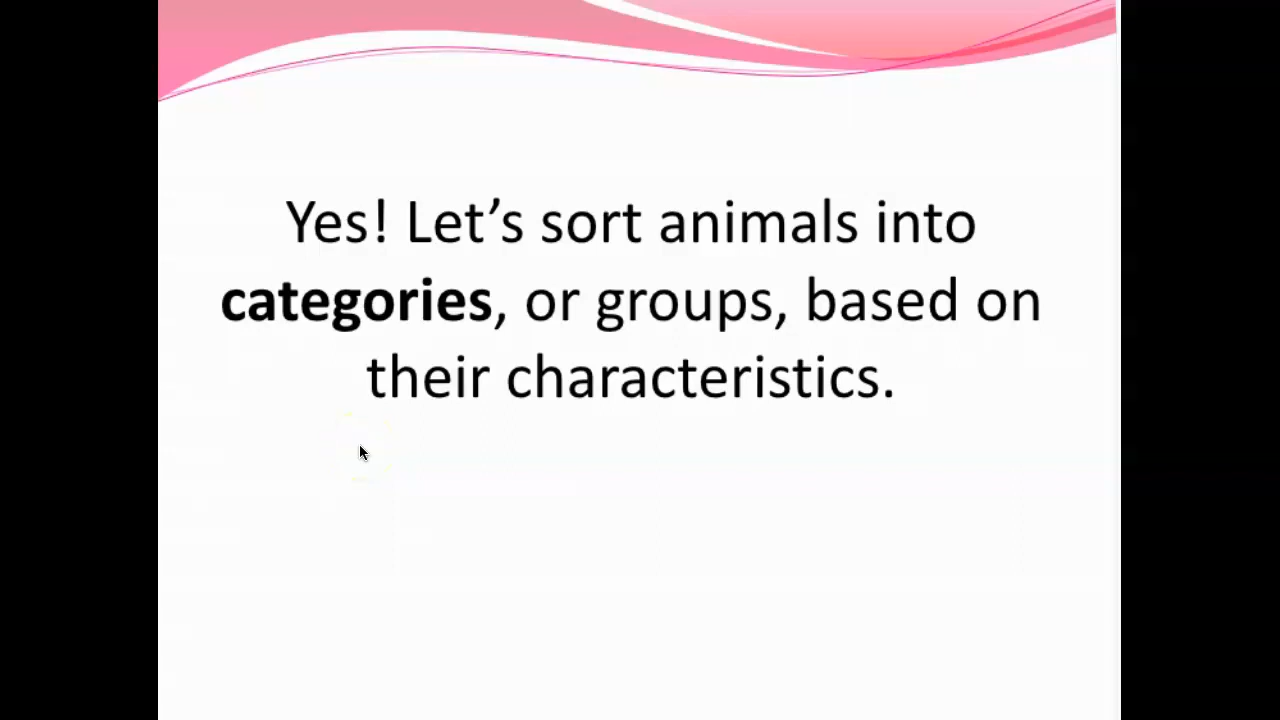 Yes! Let’s sort animals into
categories, or groups, based on
their characteristics.